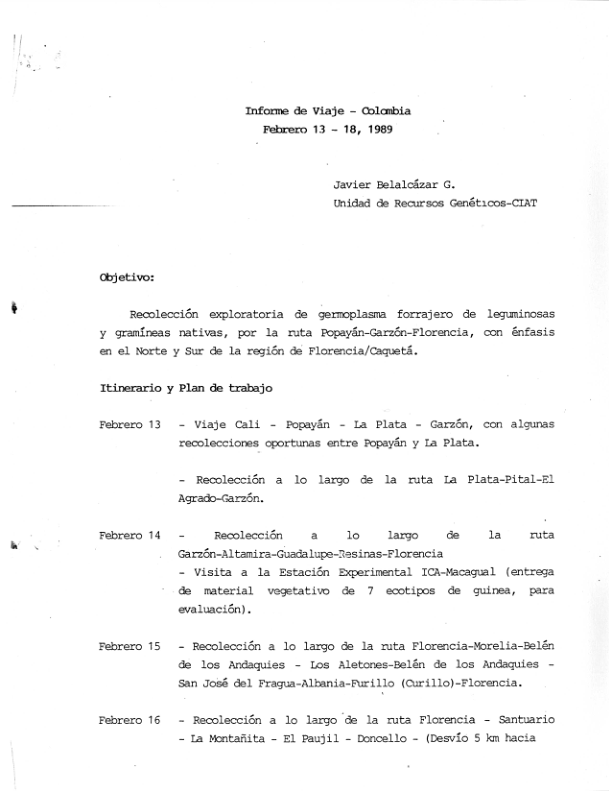 Informe de Viaje - Colombia
Febrero 13 - 18, 1989
Javier Belalcázar G.
Unidad de Recursos Genéticos-CIAT
Objetivo:
Recolección exploratoria de germoplasma forrajero de leguminosas
y gramíneas nativas, por la ruta Popayán-Garzón-Florencia, con énfasis
en el Norte y Sur de la región de Florencia/Caquetá.
Itinerario y Plan de trabajo
Febrero 13 - Viaje Cali - Popayán - La Plata - Garzón, con algunas
recolecciones oportunas entre Popayán y La Plata.
- Recolección a lo largo de la ruta La Plata-Pital-El
Agrado-Garzón.
Febrero 14 - Recolección a lo largo de la ruta
Garzón-Altamira-Guadalupe-Resinas-Florencia
- Visita a la Estación Experimental ICA-Macagual (entrega
de material vegetativo de 7 ecotipos de guinea, para
evaluación).
Febrero 15 - Recolección a lo largo de la ruta Florencia-Morelia-Belén
de los Andaquies - Los Aletones-Belén de los Andaquies -
San José del Fragua-Albania-Furillo (Curillo)-Florencia.
Febrero 16 - Recolección a lo largo de la ruta Florencia - Santuario
- La Montañita - El Paujil - Doncello - (Desvío 5 km hacia